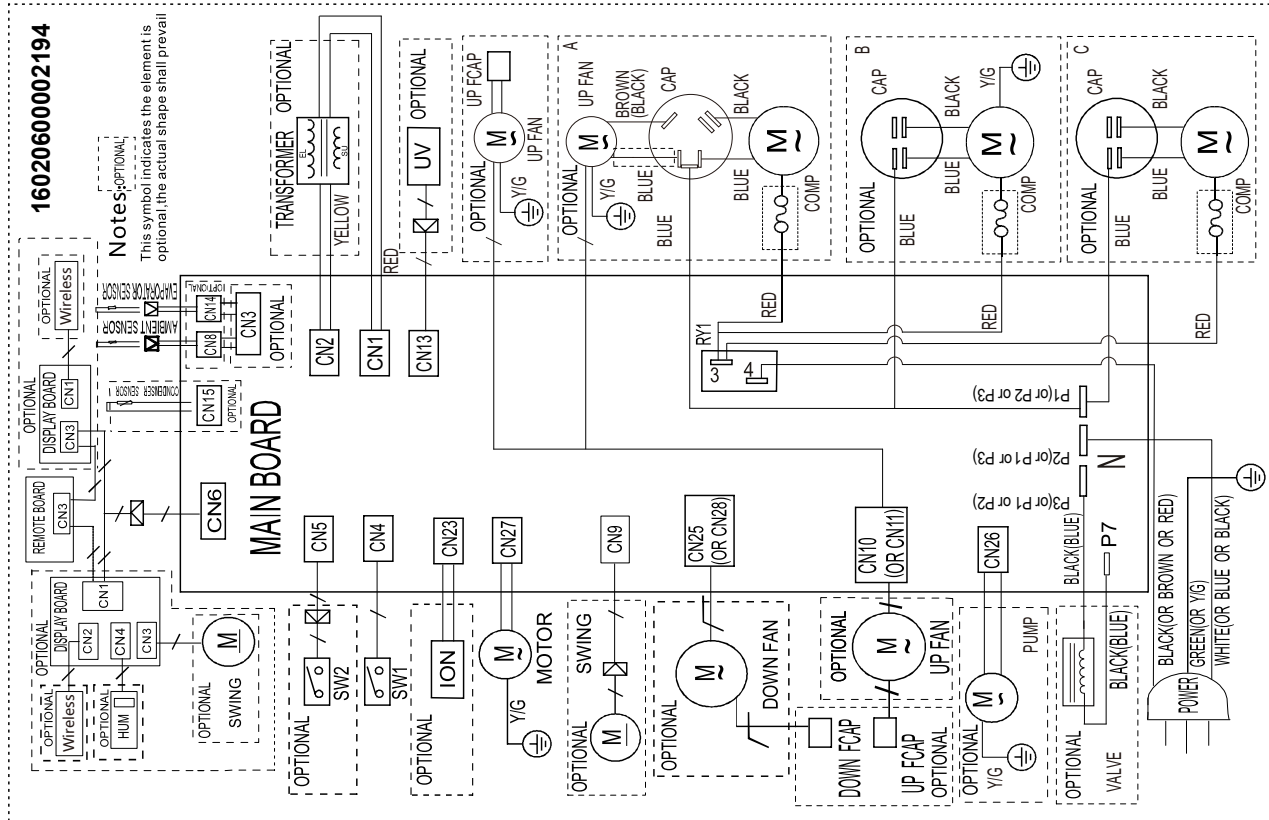 16020600002194
Notes:
OPTIONAL
This symbol indicates the element is
optional,the actual shape shall prevail
OPTIONAL
Wireless
OPTIONAL
DISPLAY BOARD
CN1
CN3
REMOTE BOARD
CN3
OPTIONAL
DISPLAY BOARD
CN1
CN2
CN4
CN3
OPTIONAL
Wireless
OPTIONAL
HUM
OPTIONAL
SWING
M
EVAPORATOR SENSOR
AMBIENT SENSOR
OPTIONAL
CN14
CN8
CN3
OPTIONAL
CONDENSER SENSOR
CN15
OPTIONAL
CN6
MAIN BOARD
TRANSFORMER OPTIONAL
EL
SU
YELLOW
RED
CN2
CN1
OPTIONAL
UV
CN13
UP FCAP
M
~
UP FAN
OPTIONAL
Y/G
A
UP FAN
M
~
BROWN
(BLACK)
CAP
BLACK
OPTIONAL
Y/G
BLUE
BLUE
BLUE
M
~
COMP
RED
B
CAP
BLACK
Y/G
OPTIONAL
BLUE
BLUE
M
~
COMP
RED
C
CAP
BLACK
OPTIONAL
BLUE
BLUE
M
~
COMP
RED
RY1
3
4
P1(or P2 or P3)
P2(or P1 or P3)
P3(or P1 or P2)
N
CN5
SW2
OPTIONAL
CN4
SW1
CN23
ION
OPTIONAL
CN27
M
~
MOTOR
Y/G
CN9
SWING
M
OPTIONAL
CN25
(OR CN28)
M
~
DOWN FAN
OPTIONAL
CN10
(OR CN11)
OPTIONAL
M
~
UP FAN
DOWN FCAP
UP FCAP
OPTIONAL
CN26
M
~
PUMP
OPTIONAL
Y/G
BLACK(BLUE)
P7
BLACK(BLUE)
OPTIONAL
VALVE
POWER
BLACK(OR BROWN OR RED)
GREEN(OR Y/G)
WHITE(OR BLUE OR BLACK)